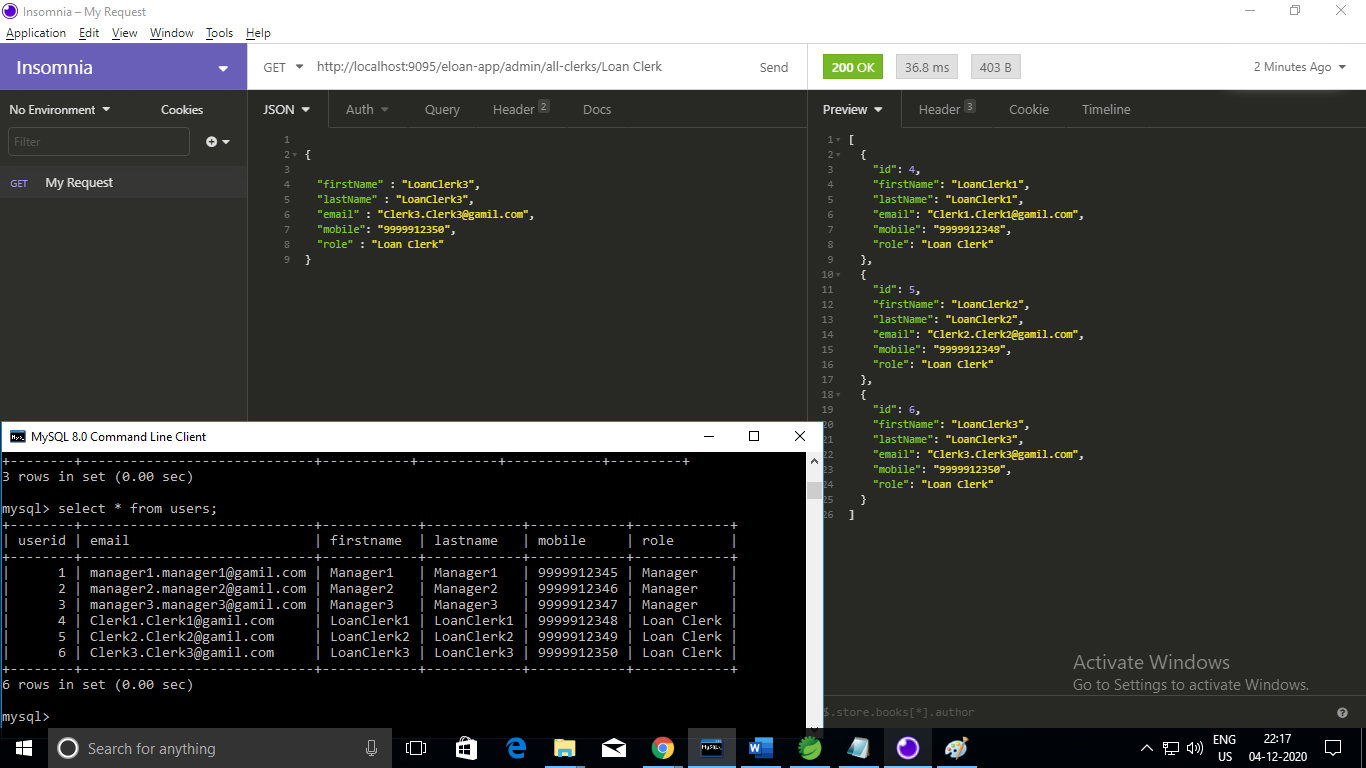 Insomnia – My Request
Application Edit View Window Tools Help
Insomnia
GET http://localhost:9095/eloan-app/admin/all-clerks/Loan Clerk Send
200 OK 36.8 ms 403 B 2 Minutes Ago
No Environment Cookies
Filter
GET My Request
JSON Auth Query Header 2 Docs
1
2 {
3
4 "firstName" : "LoanClerk3",
5 "lastName" : "LoanClerk3",
6 "email" : "Clerk3.Clerk3@gamil.com",
7 "mobile": "9999912350",
8 "role" : "Loan Clerk"
9 }
Preview Header 3 Cookie Timeline
1 [
2 {
3 "id": 4,
4 "firstName": "LoanClerk1",
5 "lastName": "LoanClerk1",
6 "email": "Clerk1.Clerk1@gamil.com",
7 "mobile": "9999912348",
8 "role": "Loan Clerk"
9 },
10 {
11 "id": 5,
12 "firstName": "LoanClerk2",
13 "lastName": "LoanClerk2",
14 "email": "Clerk2.Clerk2@gamil.com",
15 "mobile": "9999912349",
16 "role": "Loan Clerk"
17 },
18 {
19 "id": 6,
20 "firstName": "LoanClerk3",
21 "lastName": "LoanClerk3",
22 "email": "Clerk3.Clerk3@gamil.com",
23 "mobile": "9999912350",
24 "role": "Loan Clerk"
25 }
26 ]
$.store.books[*].author
MySQL 8.0 Command Line Client
+--------+-----------------------------+-----------+----------+------------+---------+
3 rows in set (0.00 sec)
mysql> select * from users;
+--------+-----------------------------+------------+------------+------------+------------+
| userid | email | firstname | lastname | mobile | role |
+--------+-----------------------------+------------+------------+------------+------------+
| 1 | manager1.manager1@gamil.com | Manager1 | Manager1 | 9999912345 | Manager |
| 2 | manager2.manager2@gamil.com | Manager2 | Manager2 | 9999912346 | Manager |
| 3 | manager3.manager3@gamil.com | Manager3 | Manager3 | 9999912347 | Manager |
| 4 | Clerk1.Clerk1@gamil.com | LoanClerk1 | LoanClerk1 | 9999912348 | Loan Clerk |
| 5 | Clerk2.Clerk2@gamil.com | LoanClerk2 | LoanClerk2 | 9999912349 | Loan Clerk |
| 6 | Clerk3.Clerk3@gamil.com | LoanClerk3 | LoanClerk3 | 9999912350 | Loan Clerk |
+--------+-----------------------------+------------+------------+------------+------------+
6 rows in set (0.00 sec)
mysql>
Activate Windows
Go to Settings to activate Windows.
Search for anything
ENG
US
22:17
04-12-2020